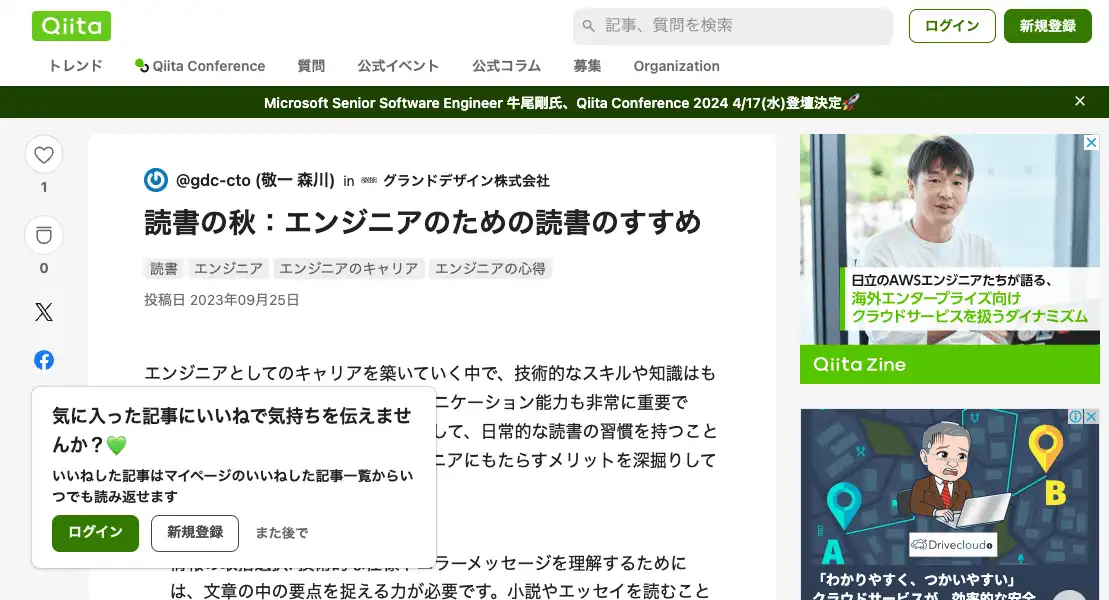 Qiita
記事、質問を検索
ログイン
新規登録
トレンド
Qiita Conference
質問
公式イベント
公式コラム
募集
Organization
Microsoft Senior Software Engineer 牛尾剛氏、Qiita Conference 2024 4/17(水)登壇決定🚀
1
0
@gdc-cto (敬一 森川) in グランドデザイン株式会社
読書の秋：エンジニアのための読書のすすめ
読書 エンジニア エンジニアのキャリア エンジニアの心得
投稿日 2023年09月25日
エンジニアとしてのキャリアを築いていく中で、技術的なスキルや知識はも
ニケーション能力も非常に重要で
して、日常的な読書の習慣を持つこと
ニアにもたらすメリットを深掘りして
気に入った記事にいいねで気持ちを伝えませ
んか？💚
いいねした記事はマイページのいいねした記事一覧からい
つでも読み返せます
ログイン
新規登録
また後で
ラーメッセージを理解するために
は、文章の中の要点を捉える力が必要です。小説やエッセイを読むこと
日立のAWSエンジニアたちが語る、
海外エンタープライズ向け
クラウドサービスを扱うダイナミズム
Qiita Zine
A
B
Drivecloud
「わかりやすく、つかいやすい」
クラウドサービスが、効率的な安全